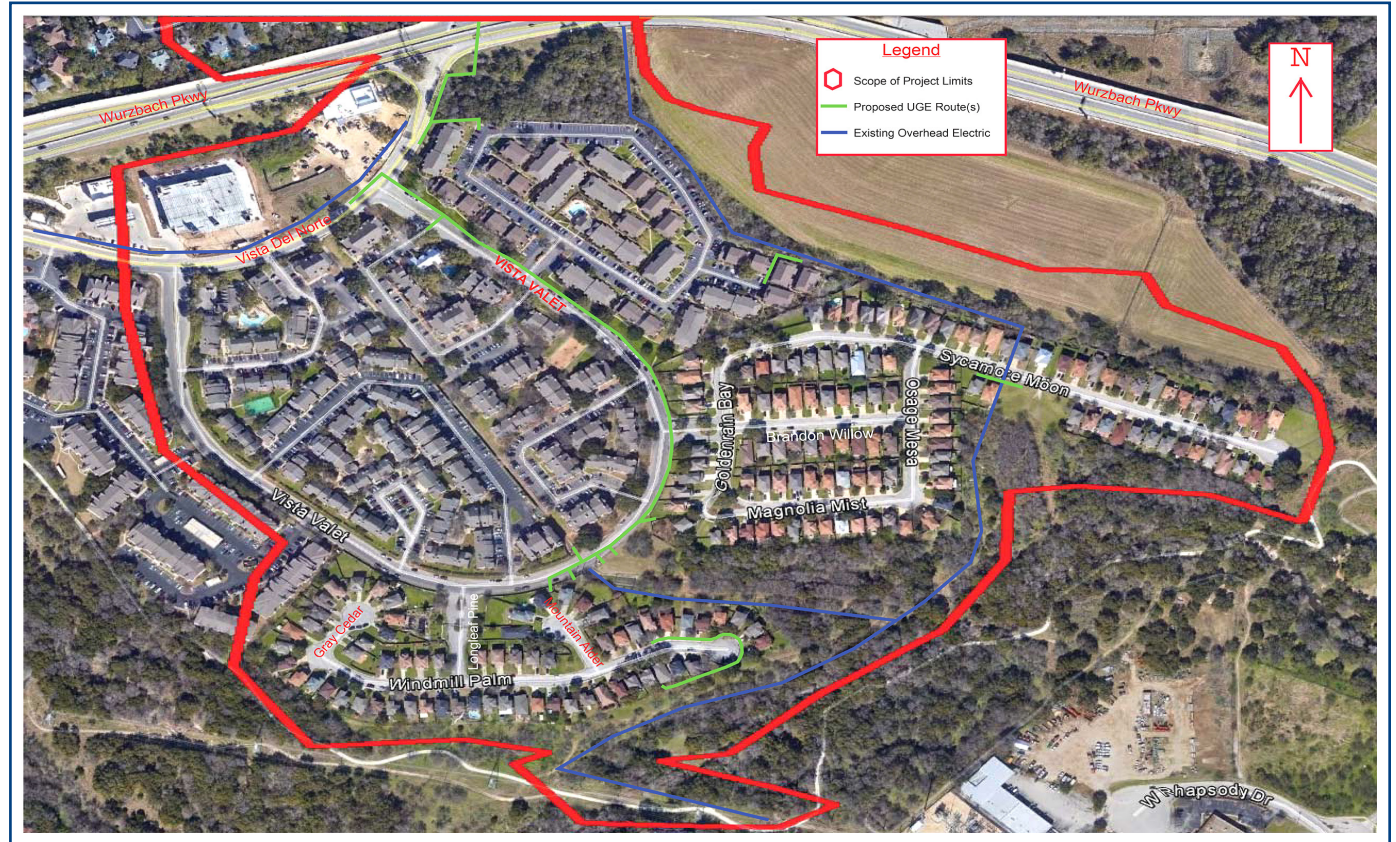 Legend
Scope of Project Limits
Proposed UGE Route(s)
Existing Overhead Electric
N
Wurzbach Pkwy
Wurzbach Pkwy
Vista Del Norte
VISTA VALET
Sycamore Moon
Goldenrain Bay
Osage Mesa
Brandon Willow
Magnolia Mist
Vista Valet
Gray Cedar
Longleaf Pine
Mountain Alder
Windmill Palm
W Rhapsody Dr